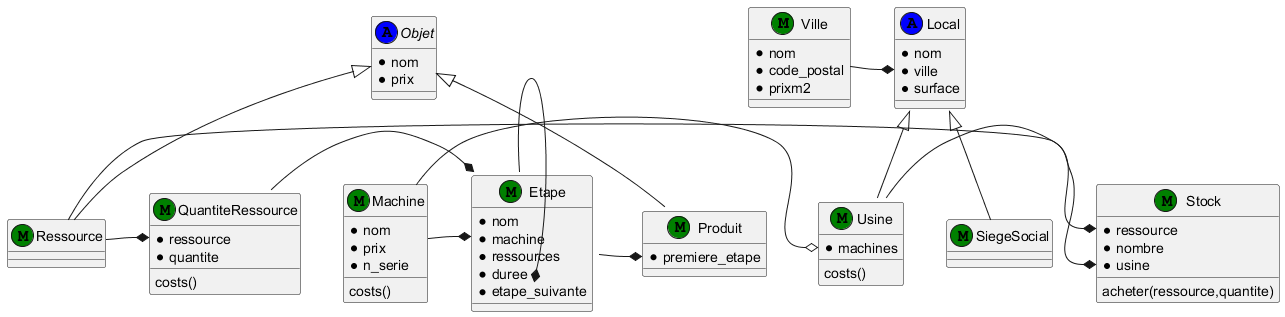 A Objet
nom
prix
M Ville
nom
code_postal
prixm2
A Local
nom
ville
surface
M Ressource
M QuantiteRessource
ressource
quantite
costs()
M Machine
nom
prix
n_serie
costs()
M Etape
nom
machine
ressources
duree
etape_suivante
M Produit
premiere_etape
M Usine
machines
costs()
M SiegeSocial
M Stock
ressource
nombre
usine
acheter(ressource,quantite)